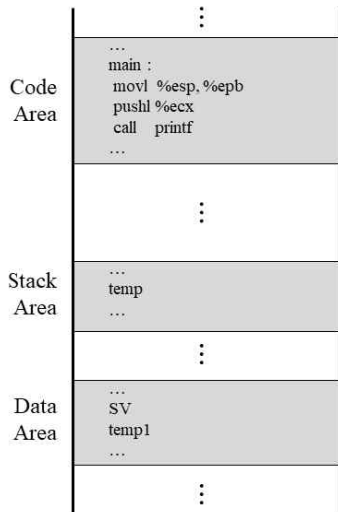 ⋮
…
main :
movl %esp, %epb
pushl %ecx
call printf
…
Code
Area
⋮
…
temp
…
Stack
Area
⋮
…
SV
temp1
…
Data
Area
⋮